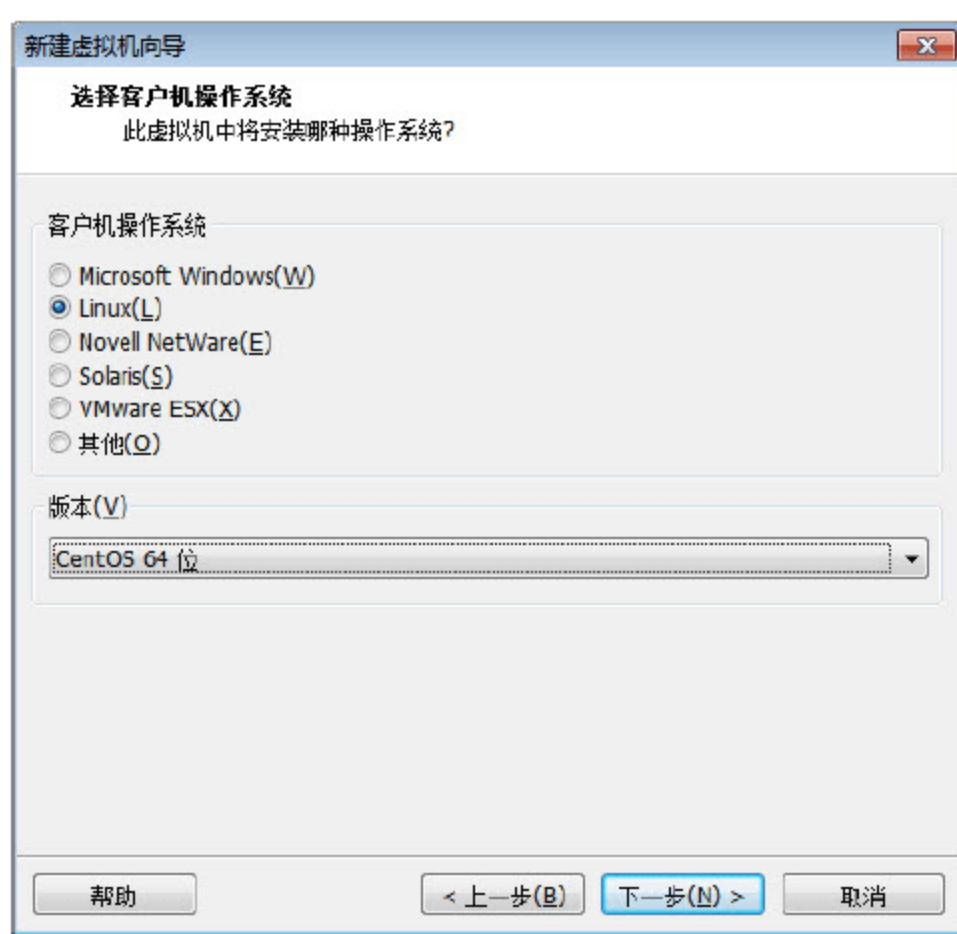 新建虚拟机向导
选择客户机操作系统
此虚拟机中将安装哪种操作系统?
客户机操作系统
Microsoft Windows(W)
Linux(L)
Novell NetWare(E)
Solaris(S)
VMware ESX(X)
其他(O)
版本(V)
CentOS 64 位
帮助
< 上一步(B)
下一步(N) >
取消